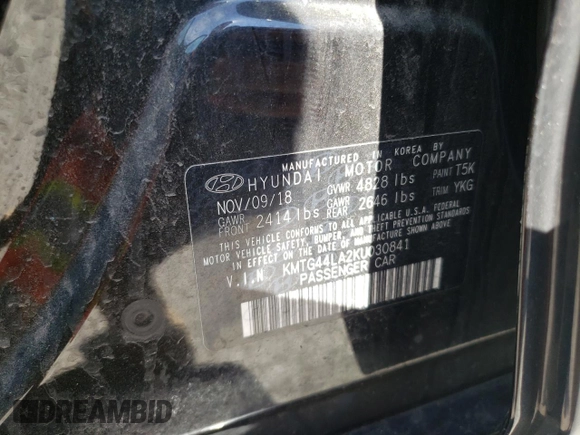 MANUFACTURED IN KOREA BY
HYUNDAI MOTOR COMPANY
NOV/09/18 GVWR 4828 lbs PAINT T5K
GAWR FRONT 2414 lbs GAWR REAR 2646 lbs TRIM YKG
THIS VEHICLE CONFORMS TO ALL APPLICABLE U.S.A. FEDERAL
MOTOR VEHICLE SAFETY, BUMPER, AND THEFT PREVENTION STANDARDS
IN EFFECT ON THE DATE OF MANUFACTURE SHOWN ABOVE.
V.I.N KMTG44LA2KU030841
PASSENGER CAR
DREAMBID